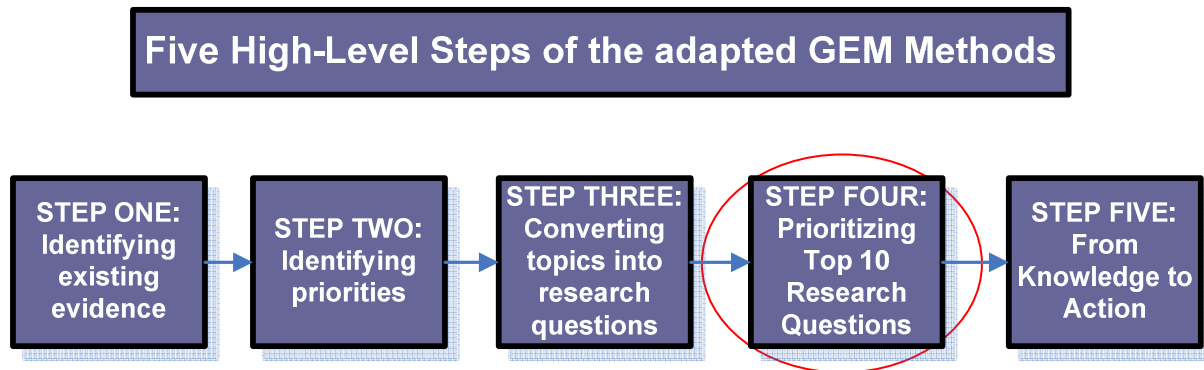 Five High-Level Steps of the adapted GEM Methods
STEP ONE:
Identifying
existing
evidence
STEP TWO:
Identifying
priorities
STEP THREE:
Converting
topics into
research
questions
STEP FOUR:
Prioritizing
Top 10
Research
Questions
STEP FIVE:
From
Knowledge to
Action